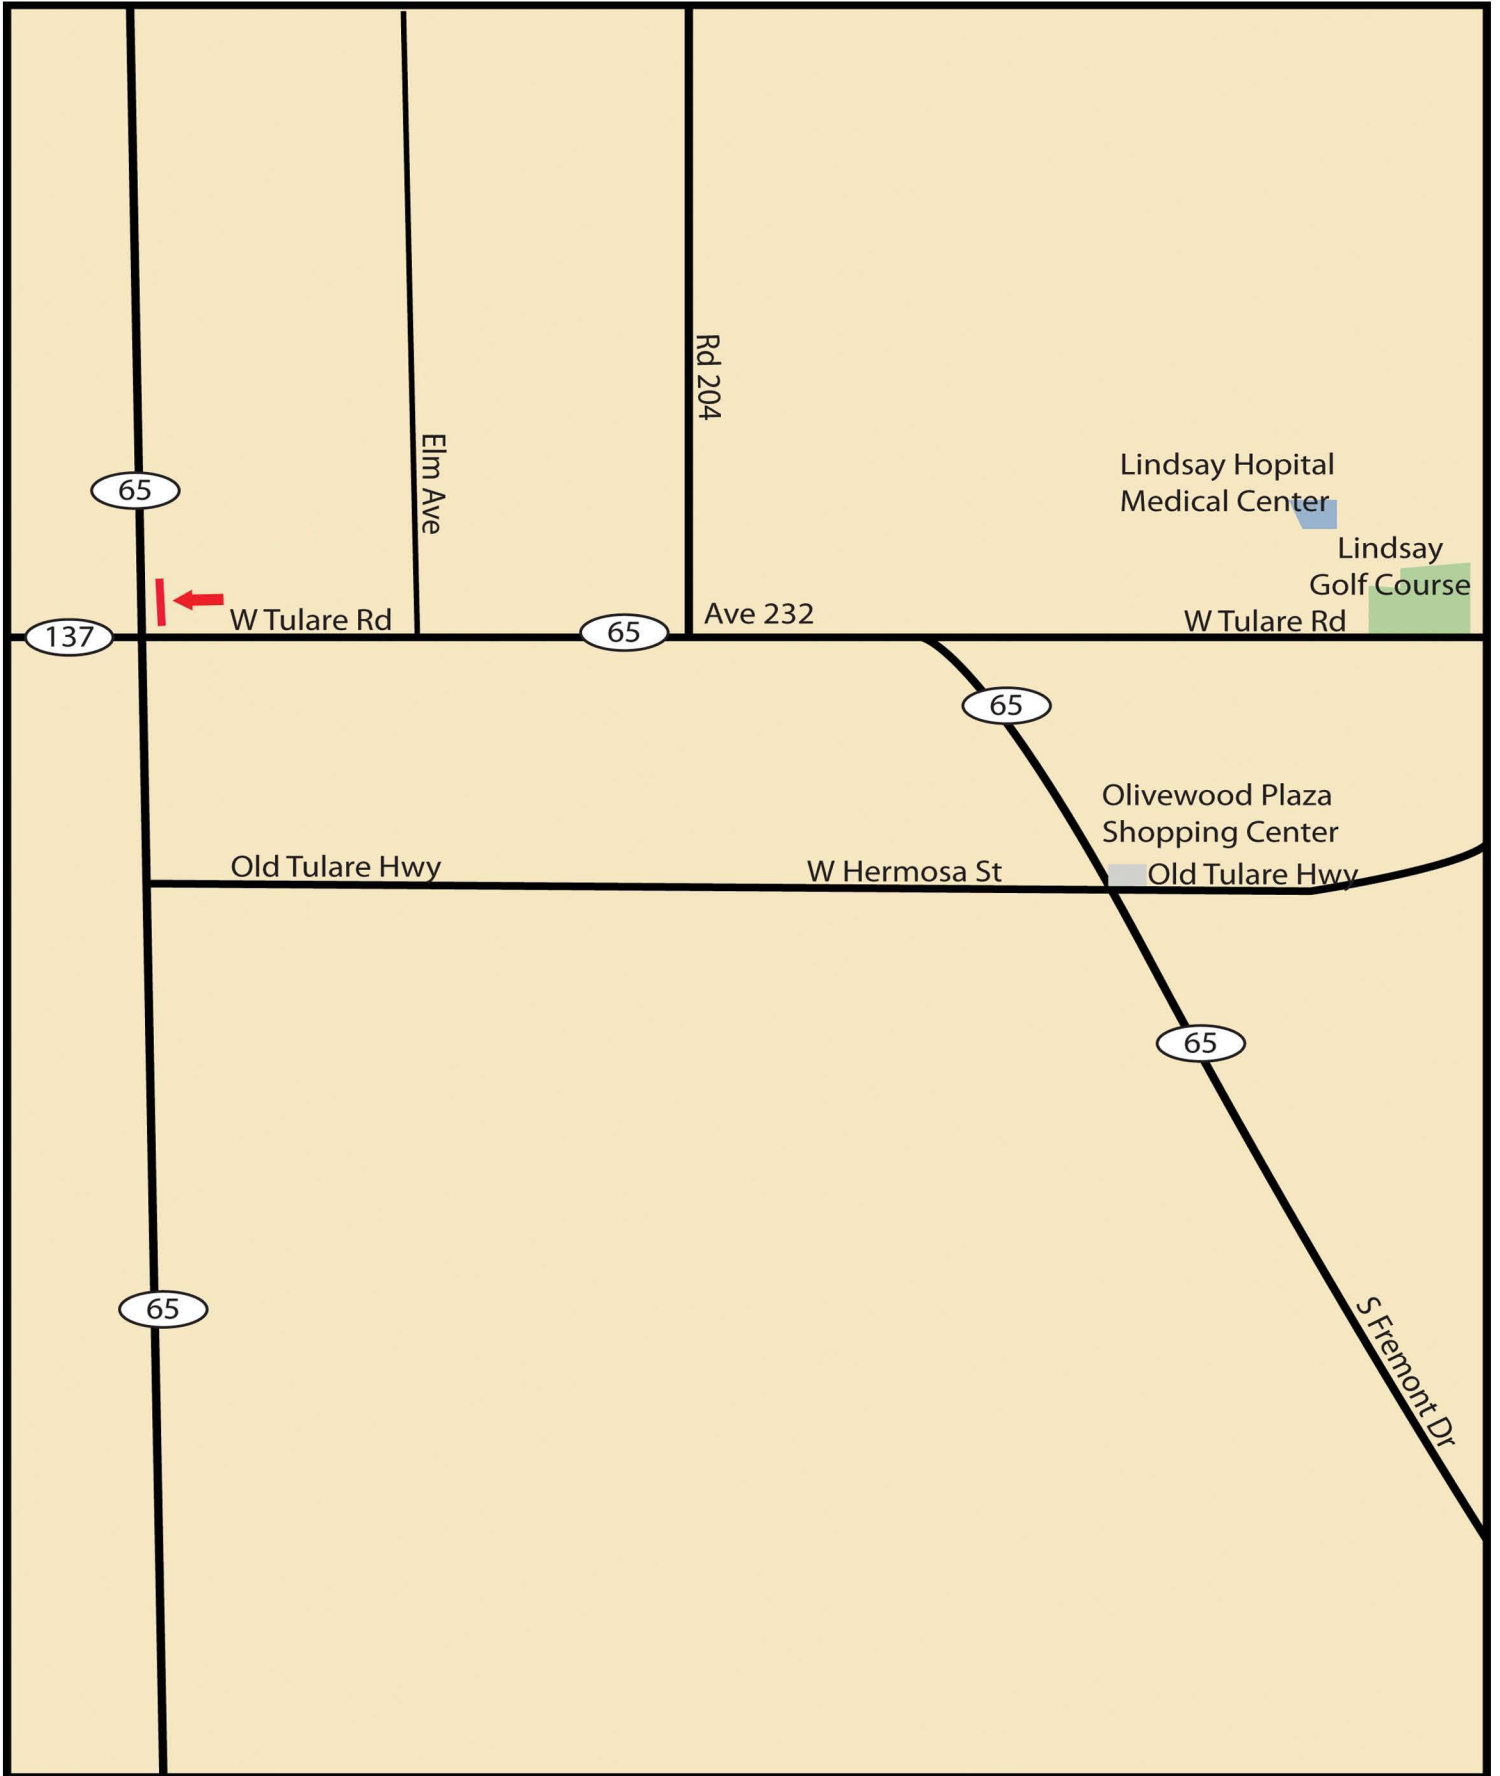 Rd 204
Elm Ave
Lindsay Hopital
Medical Center
65
Lindsay
Golf Course
W Tulare Rd
Ave 232
W Tulare Rd
65
137
65
Olivewood Plaza
Shopping Center
Old Tulare Hwy
W Hermosa St
Old Tulare Hwy
65
65
S Fremont Dr